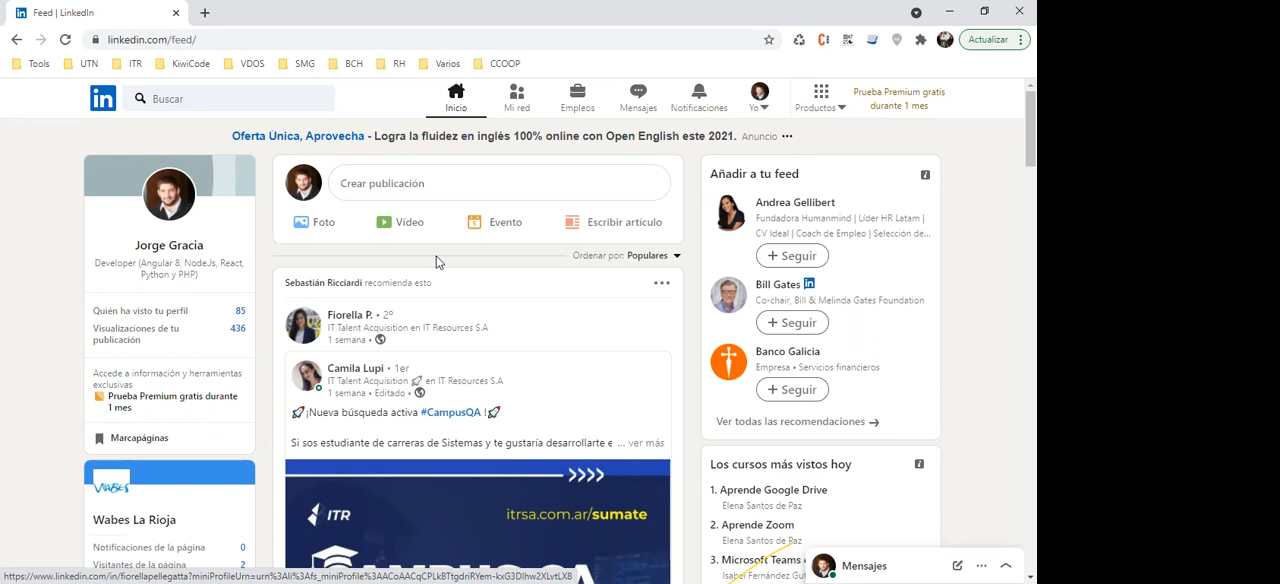 Feed | LinkedIn
linkedin.com/feed/
Actualizar
Tools UTN ITR KiwiCode VDOS SMG BCH RH Varios CCOOP
in Buscar
Inicio Mi red Empleos Mensajes Notificaciones Yo Productos
Prueba Premium gratis
durante 1 mes
Oferta Única, Aprovecha - Logra la fluidez en inglés 100% online con Open English este 2021. Anuncio
Jorge Gracia
Developer (Angular 8, NodeJs, React,
Python y PHP)
Quién ha visto tu perfil 85
Visualizaciones de tu 436
publicación
Accede a información y herramientas
exclusivas
Prueba Premium gratis durante
1 mes
Marcapáginas
WABES
Wabes La Rioja
Notificaciones de la página 0
Visitantes de la página 2
Crear publicación
Foto Video Evento Escribir artículo
Ordenar por: Populares
Sebastián Ricciardi recomienda esto
Fiorella P. • 2º
IT Talent Acquisition en IT Resources S.A
1 semana •
Camila Lupi • 1er
IT Talent Acquisition 🚀 en IT Resources S.A
1 semana • Editado •
🚀¡Nueva búsqueda activa #CampusQA !🚀
Si sos estudiante de carreras de Sistemas y te gustaría desarrollarte e ... ver más
ITR
itrsa.com.ar/sumate
Añadir a tu feed
Andrea Gellibert
Fundadora Humanmind | Líder HR Latam |
CV Ideal | Coach de Empleo | Selección de...
+ Seguir
Bill Gates in
Co-chair, Bill & Melinda Gates Foundation
+ Seguir
Banco Galicia
Empresa • Servicios financieros
+ Seguir
Ver todas las recomendaciones →
Los cursos más vistos hoy
1. Aprende Google Drive
Elena Santos de Paz
2. Aprende Zoom
Elena Santos de Paz
3. Microsoft Teams
Isabel Fernández
Mensajes